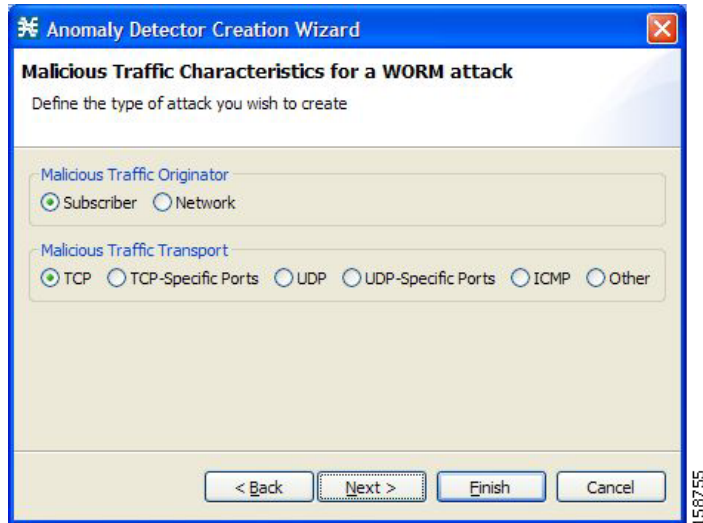 Anomaly Detector Creation Wizard
Malicious Traffic Characteristics for a WORM attack
Define the type of attack you wish to create
Malicious Traffic Originator
Subscriber Network
Malicious Traffic Transport
TCP TCP-Specific Ports UDP UDP-Specific Ports ICMP Other
< Back Next > Finish Cancel
158755